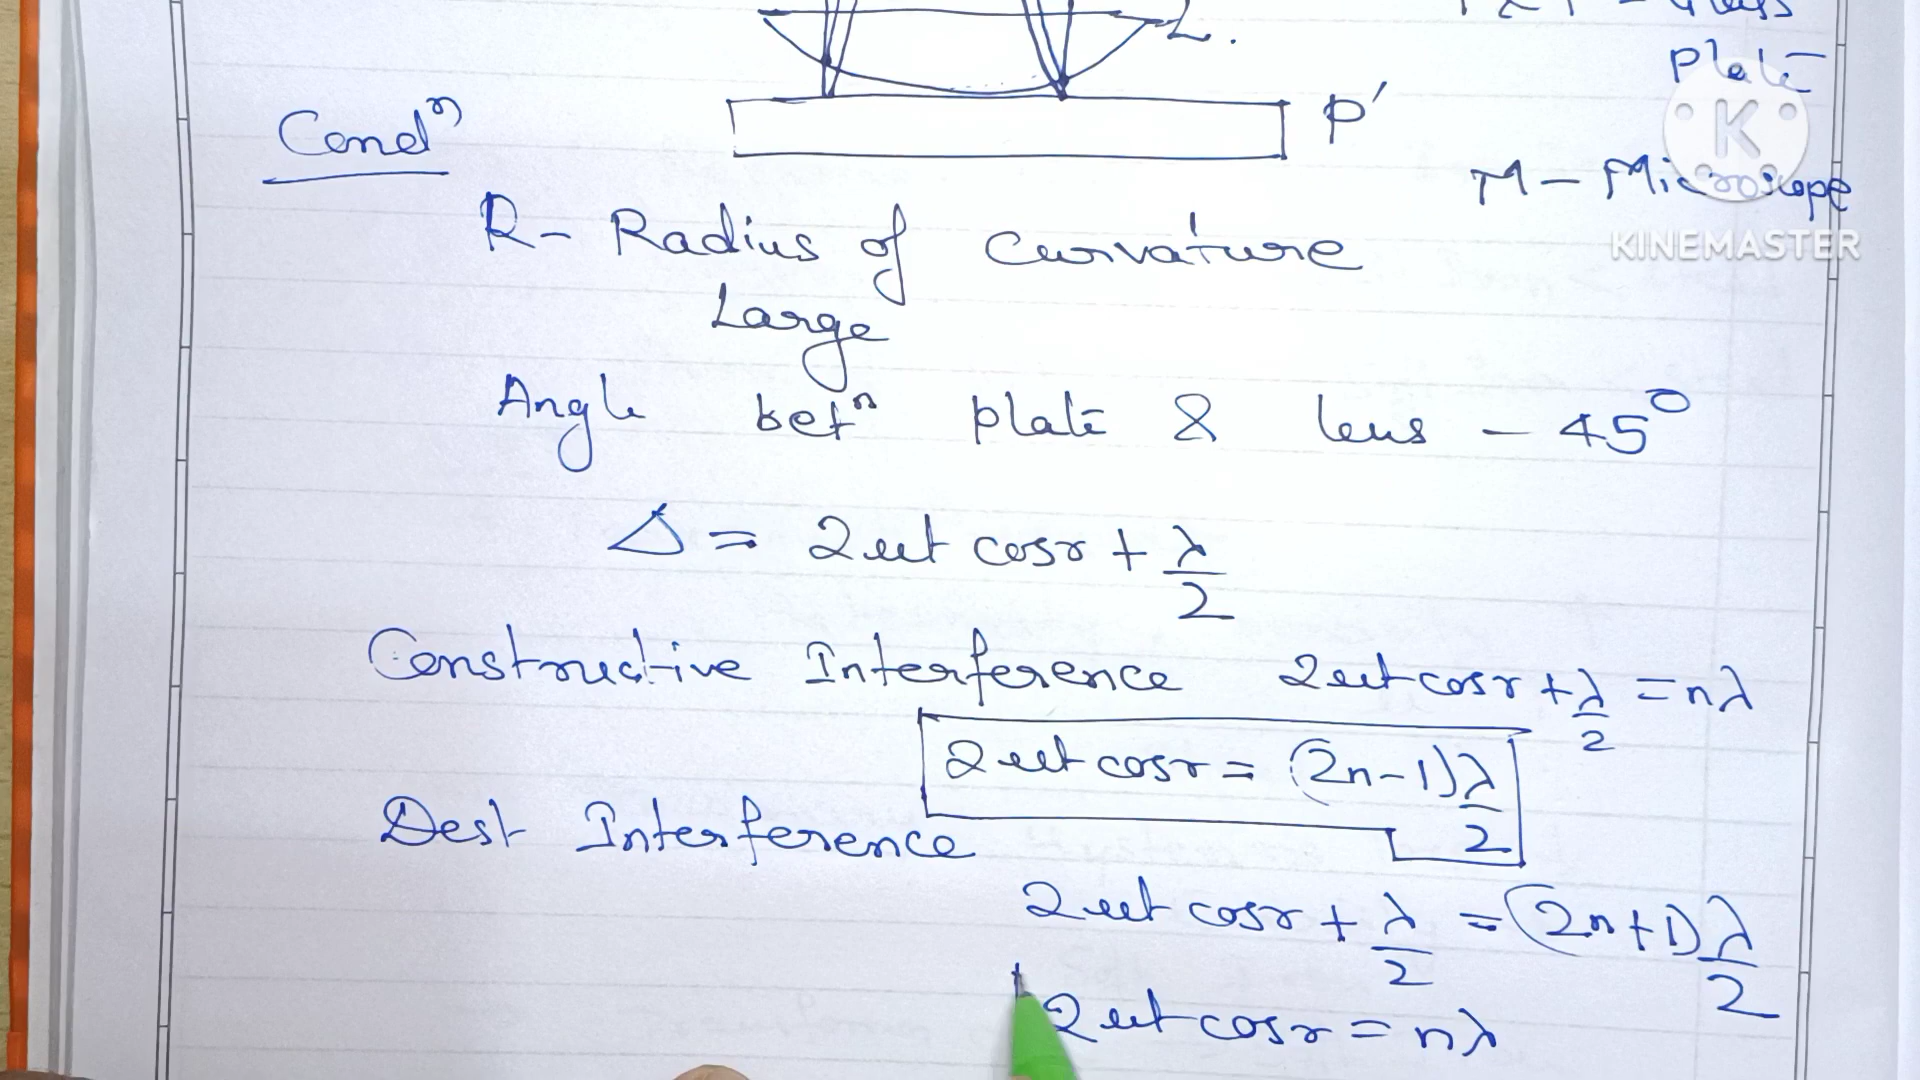 L.
Plate
P'
M - Microscope
KINEMASTER
Condⁿ
R- Radius of Curvature
Large
Angle betⁿ plate & lens - 45°
Δ = 2μt cosr + λ/2
Constructive Interference 2μt cosr + λ/2 = nλ
2μt cosr = (2n-1)λ/2
Dest Interference
2μt cosr + λ/2 = (2n+1)λ/2
2μt cosr = nλ